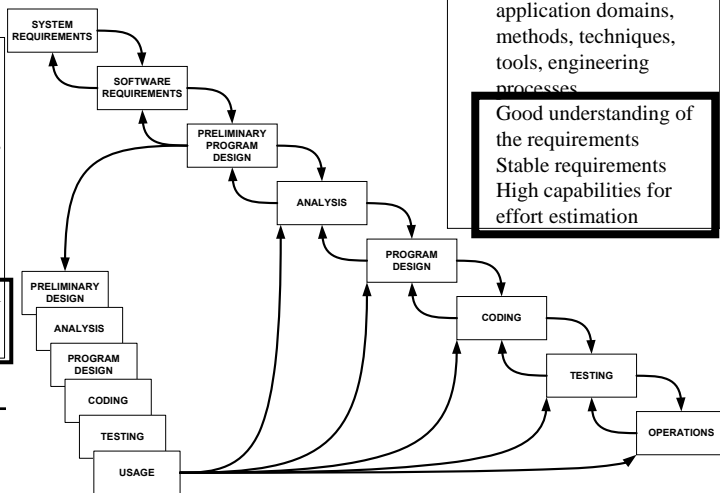 SYSTEM
REQUIREMENTS
SOFTWARE
REQUIREMENTS
PRELIMINARY
PROGRAM
DESIGN
ANALYSIS
PROGRAM
DESIGN
CODING
TESTING
OPERATIONS
PRELIMINARY
DESIGN
ANALYSIS
PROGRAM
DESIGN
CODING
TESTING
USAGE
application domains,
methods, techniques,
tools, engineering
processes
Good understanding of
the requirements
Stable requirements
High capabilities for
effort estimation